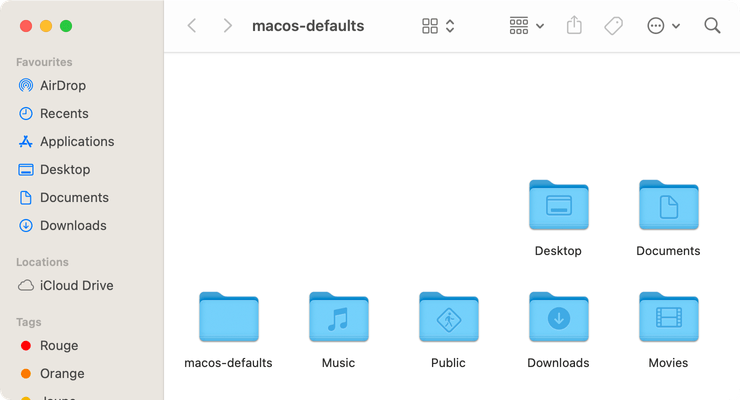 macos-defaults
Favourites
AirDrop
Recents
Applications
Desktop
Documents
Downloads
Locations
iCloud Drive
Tags
Rouge
Orange
Desktop Documents
macos-defaults Music Public Downloads Movies